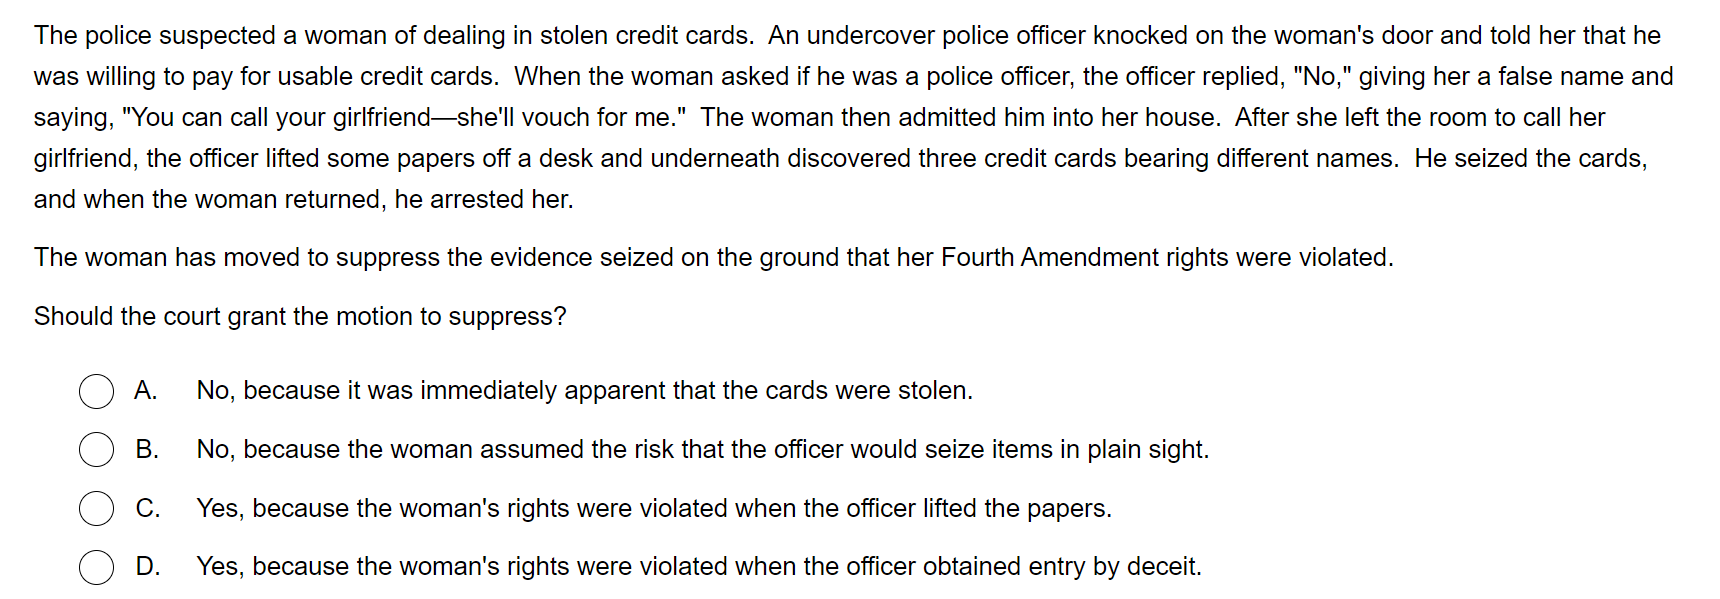 The police suspected a woman of dealing in stolen credit cards.  An undercover police officer knocked on the woman's door and told her that he
was willing to pay for usable credit cards.  When the woman asked if he was a police officer, the officer replied, "No," giving her a false name and
saying, "You can call your girlfriend—she'll vouch for me."  The woman then admitted him into her house.  After she left the room to call her
girlfriend, the officer lifted some papers off a desk and underneath discovered three credit cards bearing different names.  He seized the cards,
and when the woman returned, he arrested her.
The woman has moved to suppress the evidence seized on the ground that her Fourth Amendment rights were violated.
Should the court grant the motion to suppress?
A. No, because it was immediately apparent that the cards were stolen.
B. No, because the woman assumed the risk that the officer would seize items in plain sight.
C. Yes, because the woman's rights were violated when the officer lifted the papers.
D. Yes, because the woman's rights were violated when the officer obtained entry by deceit.